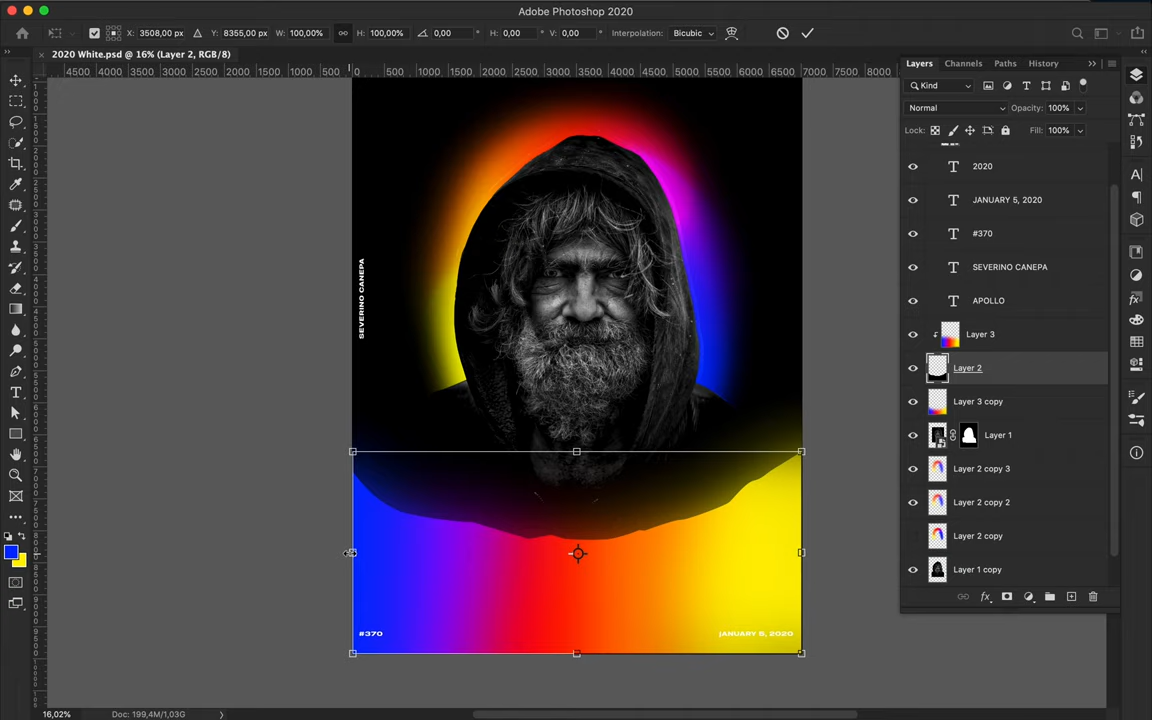 Adobe Photoshop 2020
X: 3508,00 px Y: 8355,00 px W: 100,00% H: 100,00% 0,00 H: 0,00 V: 0,00 Interpolation: Bicubic
2020 White.psd @ 16% (Layer 2, RGB/8)
4500 4000 3500 3000 2500 2000 1500 1000 500 0 500 1000 1500 2000 2500 3000 3500 4000 4500 5000 5500 6000 6500 7000 7500 8000
Layers Channels Paths History
Kind
Normal Opacity: 100%
Lock: Fill: 100%
2020
JANUARY 5, 2020
#370
SEVERINO CANEPA
APOLLO
Layer 3
Layer 2
Layer 3 copy
Layer 1
Layer 2 copy 3
Layer 2 copy 2
Layer 2 copy
Layer 1 copy
SEVERINO CANEPA
#370 JANUARY 5, 2020
16,02% Doc: 199,4M/1,03G